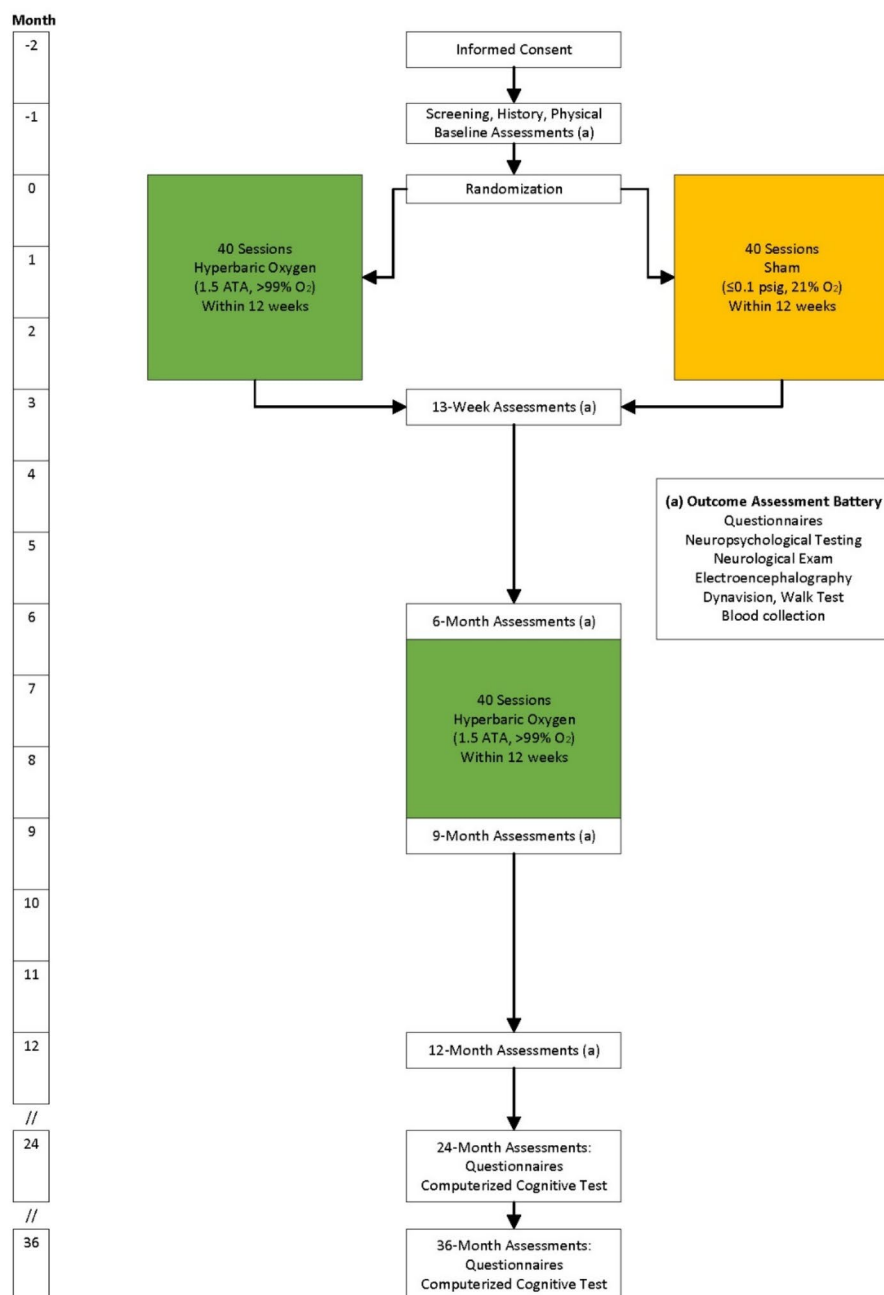 Month
-2
Informed Consent
-1
Screening, History, Physical
Baseline Assessments (a)
0
Randomization
1
40 Sessions
Hyperbaric Oxygen
(1.5 ATA, >99% O₂)
Within 12 weeks
40 Sessions
Sham
(≤0.1 psig, 21% O₂)
Within 12 weeks
2
3
13-Week Assessments (a)
4
(a) Outcome Assessment Battery
Questionnaires
Neuropsychological Testing
Neurological Exam
Electroencephalography
Dynavision, Walk Test
Blood collection
5
6
6-Month Assessments (a)
7
40 Sessions
Hyperbaric Oxygen
(1.5 ATA, >99% O₂)
Within 12 weeks
8
9
9-Month Assessments (a)
10
11
12
12-Month Assessments (a)
//
24
24-Month Assessments:
Questionnaires
Computerized Cognitive Test
//
36
36-Month Assessments:
Questionnaires
Computerized Cognitive Test